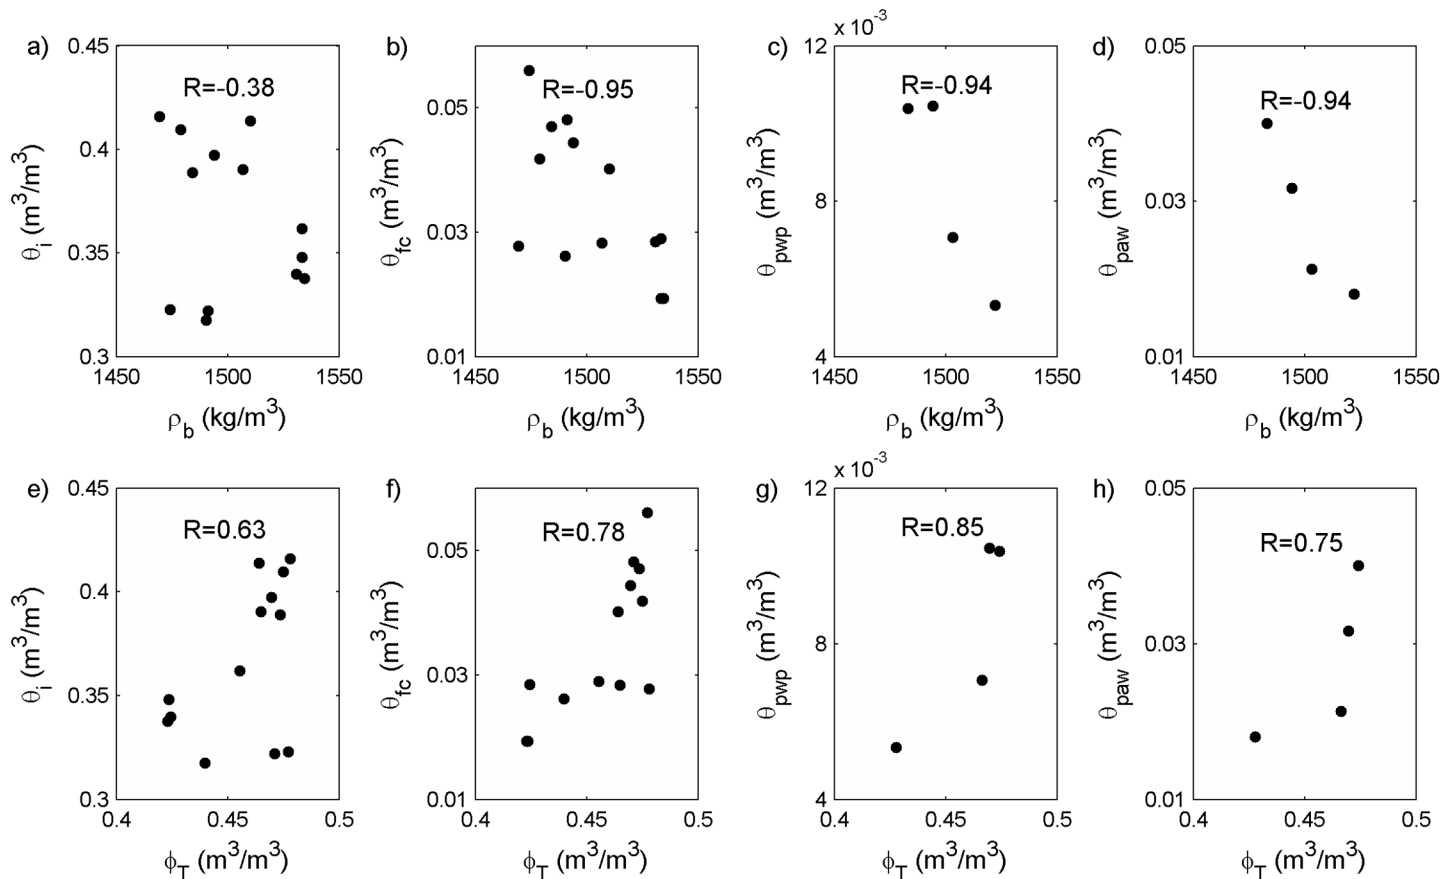 a)
0.45
0.4
0.35
0.3
θi (m³/m³)
R=-0.38
1450 1500 1550
ρb (kg/m³)
b)
0.05
0.03
0.01
θfc (m³/m³)
R=-0.95
1450 1500 1550
ρb (kg/m³)
c)
x 10⁻³
12
8
4
θpwp (m³/m³)
R=-0.94
1450 1500 1550
ρb (kg/m³)
d)
0.05
0.03
0.01
θpaw (m³/m³)
R=-0.94
1450 1500 1550
ρb (kg/m³)
e)
0.45
0.4
0.35
0.3
θi (m³/m³)
R=0.63
0.4 0.45 0.5
ϕT (m³/m³)
f)
0.05
0.03
0.01
θfc (m³/m³)
R=0.78
0.4 0.45 0.5
ϕT (m³/m³)
g)
x 10⁻³
12
8
4
θpwp (m³/m³)
R=0.85
0.4 0.45 0.5
ϕT (m³/m³)
h)
0.05
0.03
0.01
θpaw (m³/m³)
R=0.75
0.4 0.45 0.5
ϕT (m³/m³)